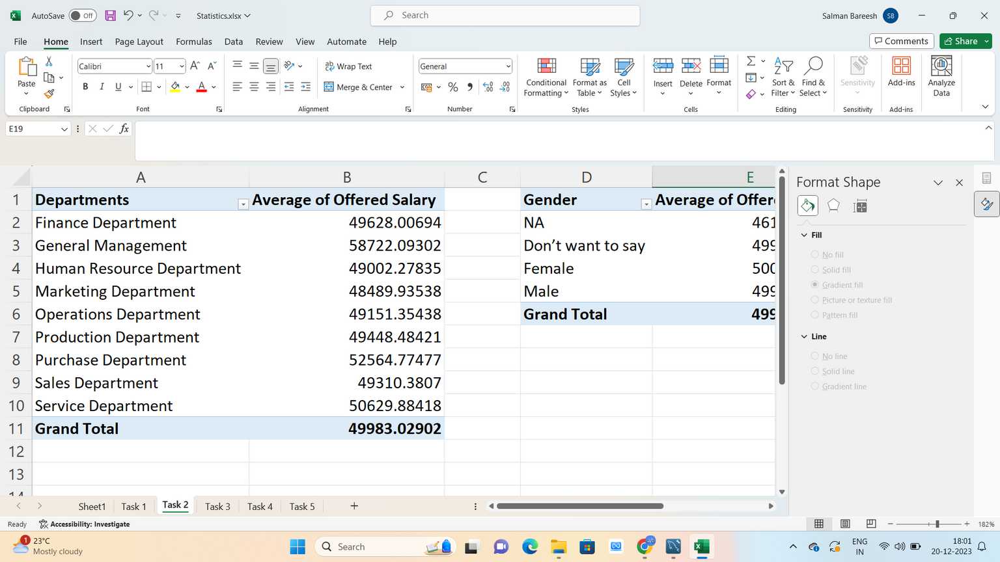 AutoSave Off Statistics.xlsx Search Salman Bareesh SB
File Home Insert Page Layout Formulas Data Review View Automate Help Comments Share
Paste
Calibri 11
B I U
Wrap Text
Merge & Center
General
Conditional Formatting
Format as Table
Cell Styles
Insert Delete Format
Sort & Filter
Find & Select
Sensitivity
Add-ins
Analyze Data
Clipboard Font Alignment Number Styles Cells Editing Sensitivity Add-ins
E19 fx
A B C D E
1 Departments Average of Offered Salary Gender Average of Offer
2 Finance Department 49628.00694 NA 461
3 General Management 58722.09302 Don’t want to say 499
4 Human Resource Department 49002.27835 Female 500
5 Marketing Department 48489.93538 Male 499
6 Operations Department 49151.35438 Grand Total 499
7 Production Department 49448.48421
8 Purchase Department 52564.77477
9 Sales Department 49310.3807
10 Service Department 50629.88418
11 Grand Total 49983.02902
12
13
Format Shape
Fill
No fill
Solid fill
Gradient fill
Picture or texture fill
Pattern fill
Line
No line
Solid line
Gradient line
Sheet1 Task 1 Task 2 Task 3 Task 4 Task 5
Ready Accessibility: Investigate 182%
1 23°C
Mostly cloudy
Search
ENG
IN
18:01
20-12-2023